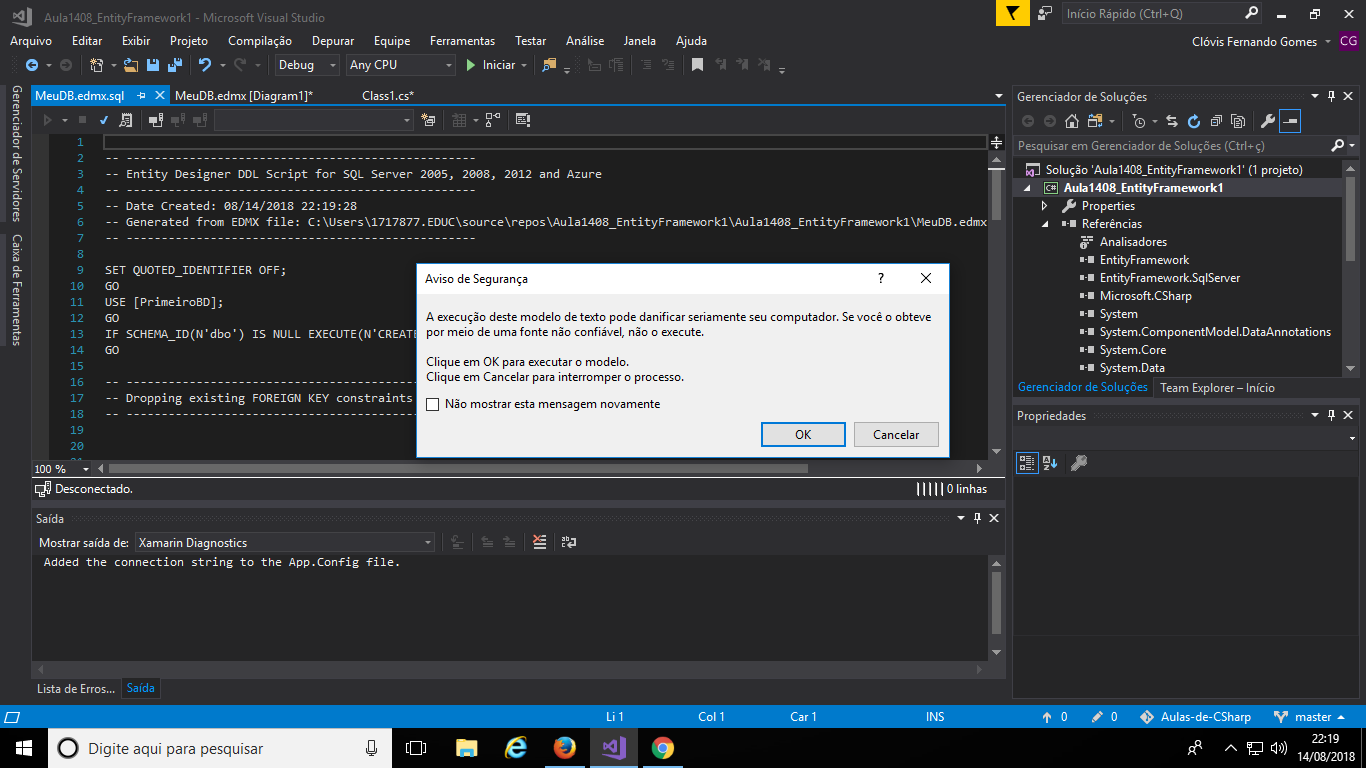 Aula1408_EntityFramework1 - Microsoft Visual Studio
Início Rápido (Ctrl+Q)
Arquivo Editar Exibir Projeto Compilação Depurar Equipe Ferramentas Testar Análise Janela Ajuda
Clóvis Fernando Gomes CG
Debug Any CPU Iniciar
Gerenciador de Servidores
Caixa de Ferramentas
MeuDB.edmx.sql MeuDB.edmx [Diagram1]* Class1.cs*
1
2 -- --------------------------------------------------
3 -- Entity Designer DDL Script for SQL Server 2005, 2008, 2012 and Azure
4 -- --------------------------------------------------
5 -- Date Created: 08/14/2018 22:19:28
6 -- Generated from EDMX file: C:\Users\1717877.EDUC\source\repos\Aula1408_EntityFramework1\Aula1408_EntityFramework1\MeuDB.edmx
7 -- --------------------------------------------------
8
9 SET QUOTED_IDENTIFIER OFF;
10 GO
11 USE [PrimeiroBD];
12 GO
13 IF SCHEMA_ID(N'dbo') IS NULL EXECUTE(N'CREATE
14 GO
15
16 -- --------------------------------------------------
17 -- Dropping existing FOREIGN KEY constraints
18 -- --------------------------------------------------
19
20
100 %
Desconectado.
0 linhas
Aviso de Segurança
?
A execução deste modelo de texto pode danificar seriamente seu computador. Se você o obteve
por meio de uma fonte não confiável, não o execute.
Clique em OK para executar o modelo.
Clique em Cancelar para interromper o processo.
Não mostrar esta mensagem novamente
OK Cancelar
Saída
Mostrar saída de: Xamarin Diagnostics
Added the connection string to the App.Config file.
Lista de Erros... Saída
Gerenciador de Soluções
Pesquisar em Gerenciador de Soluções (Ctrl+ç)
Solução 'Aula1408_EntityFramework1' (1 projeto)
C# Aula1408_EntityFramework1
Properties
Referências
Analisadores
EntityFramework
EntityFramework.SqlServer
Microsoft.CSharp
System
System.ComponentModel.DataAnnotations
System.Core
System.Data
Gerenciador de Soluções Team Explorer – Início
Propriedades
Li 1 Col 1 Car 1 INS
0 0 Aulas-de-CSharp master
Digite aqui para pesquisar
22:19
14/08/2018